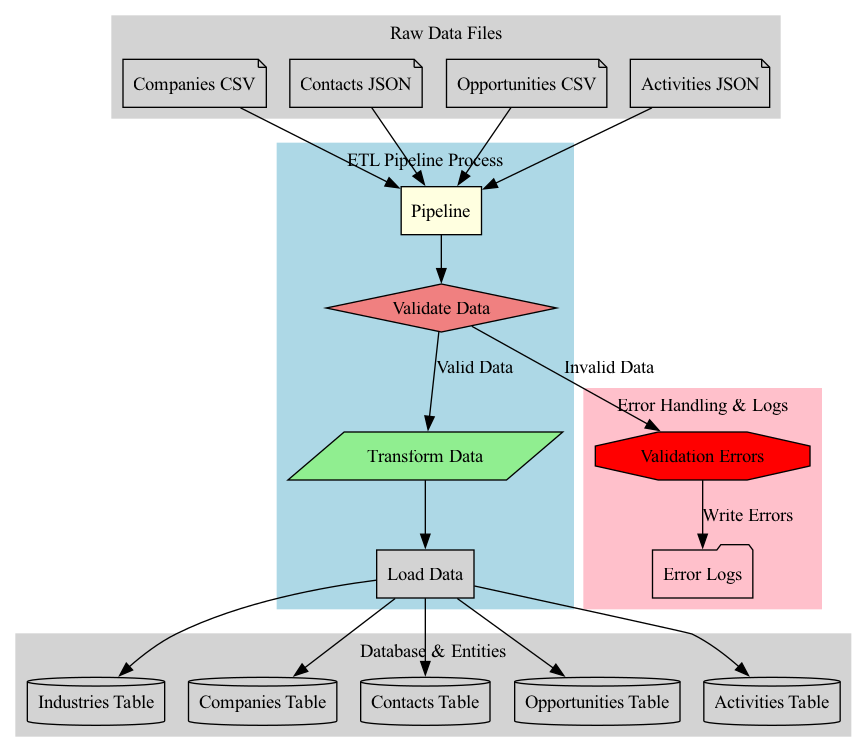 Raw Data Files
Companies CSV
Contacts JSON
Opportunities CSV
Activities JSON
ETL Pipeline Process
Pipeline
Validate Data
Valid Data
Invalid Data
Error Handling & Logs
Transform Data
Validation Errors
Write Errors
Load Data
Error Logs
Database & Entities
Industries Table
Companies Table
Contacts Table
Opportunities Table
Activities Table